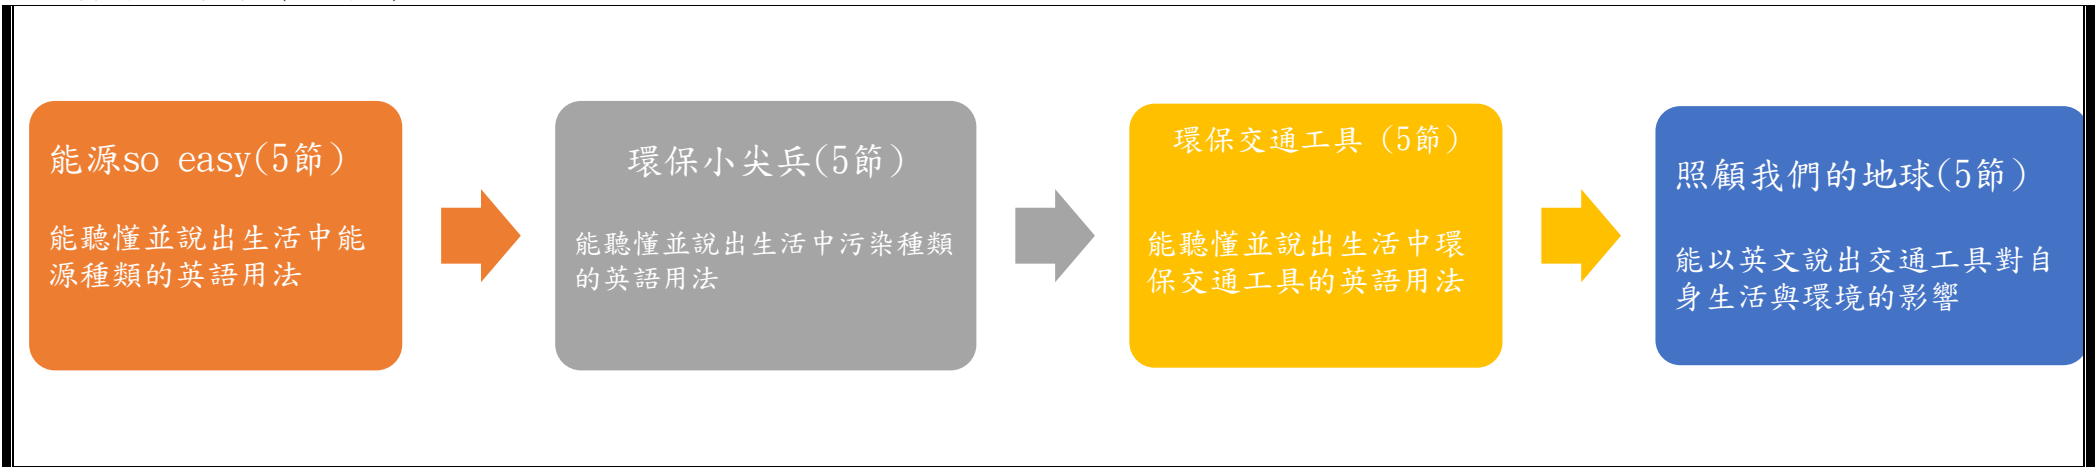 能源so easy(5節)
能聽懂並說出生活中能
源種類的英語用法
環保小尖兵(5節)
能聽懂並說出生活中污染種類
的英語用法
環保交通工具 (5節)
能聽懂並說出生活中環
保交通工具的英語用法
照顧我們的地球(5節)
能以英文說出交通工具對自
身生活與環境的影響